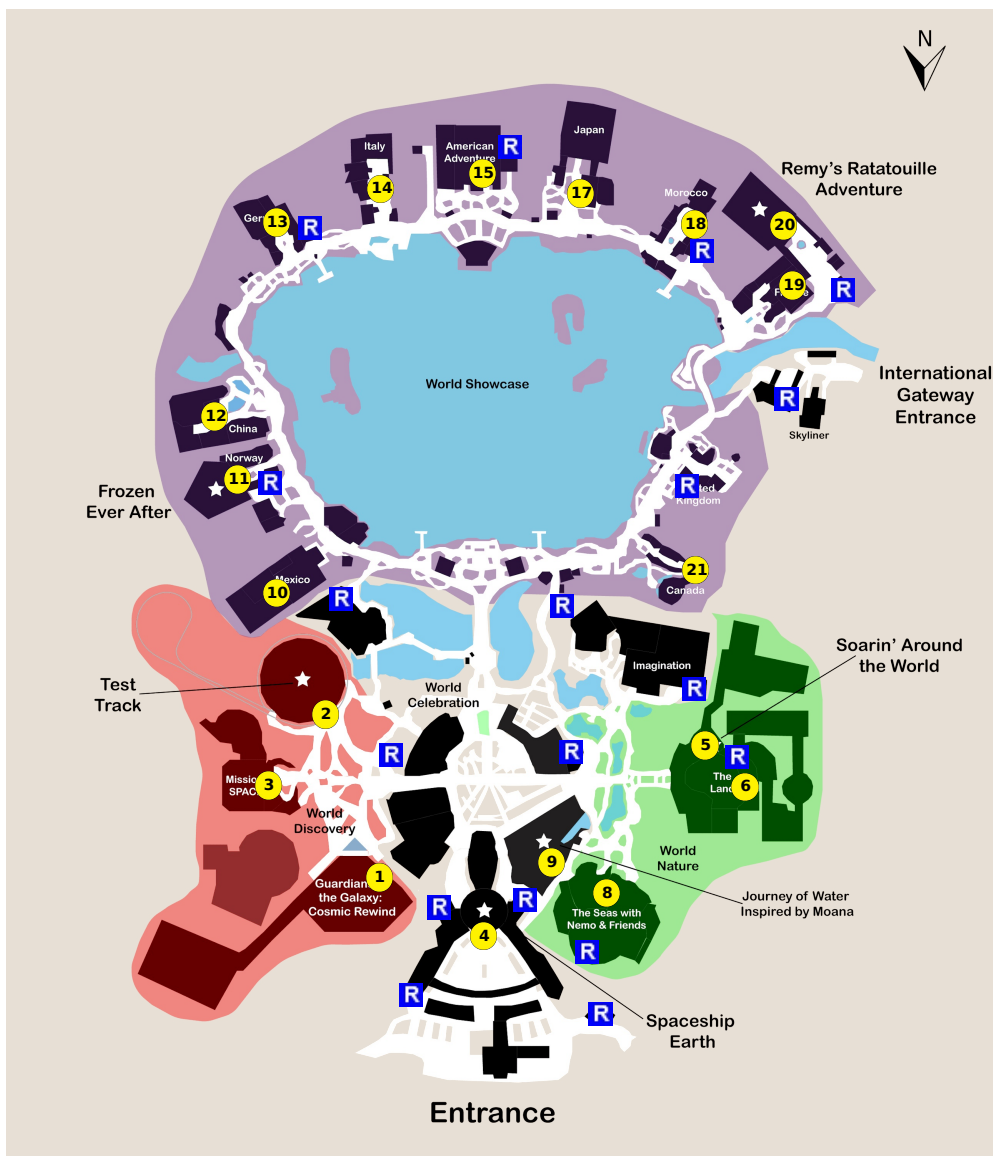 N
Japan
Italy
American
Adventure
R
15
14
17
Remy's Ratatouille
Adventure
Morocco
13
R
18
20
R
19
R
International
Gateway
Entrance
R
Skyliner
World Showcase
12
China
Norway
11
R
Frozen
Ever After
R
Kingdom
21
Canada
Mexico
10
R
R
Imagination
R
Soarin' Around
the World
Test
Track
2
World
Celebration
5
R
The
6
R
R
3
World
Discovery
World
Nature
9
Journey of Water
Inspired by Moana
1
the Galaxy:
Cosmic Rewind
8
The Seas with
Nemo & Friends
R
R
R
4
R
R
Spaceship
Earth
Entrance